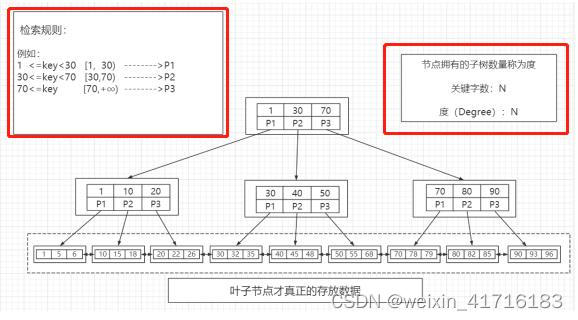 检索规则：
例如：
1 <=key<30 [1, 30) -------->P1
30<=key<70 [30,70) -------->P2
70<=key [70,+∞) -------->P3
节点拥有的子树数量称为度
关键字数：N
度（Degree）：N
1 30 70
P1 P2 P3
1 10 20
P1 P2 P3
30 40 50
P1 P2 P3
70 80 90
P1 P2 P3
1 5 6
10 15 18
20 22 26
30 32 35
40 45 48
50 55 68
70 78 79
80 82 85
90 93 96
叶子节点才真正的存放数据
CSDN @weixin_41716183